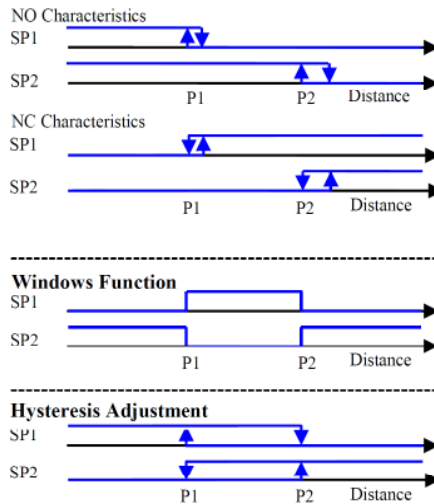 NO Characteristics
SP1
SP2
P1 P2 Distance
NC Characteristics
SP1
SP2
P1 P2 Distance
Windows Function
SP1
SP2
P1 P2 Distance
Hysteresis Adjustment
SP1
SP2
P1 P2 Distance